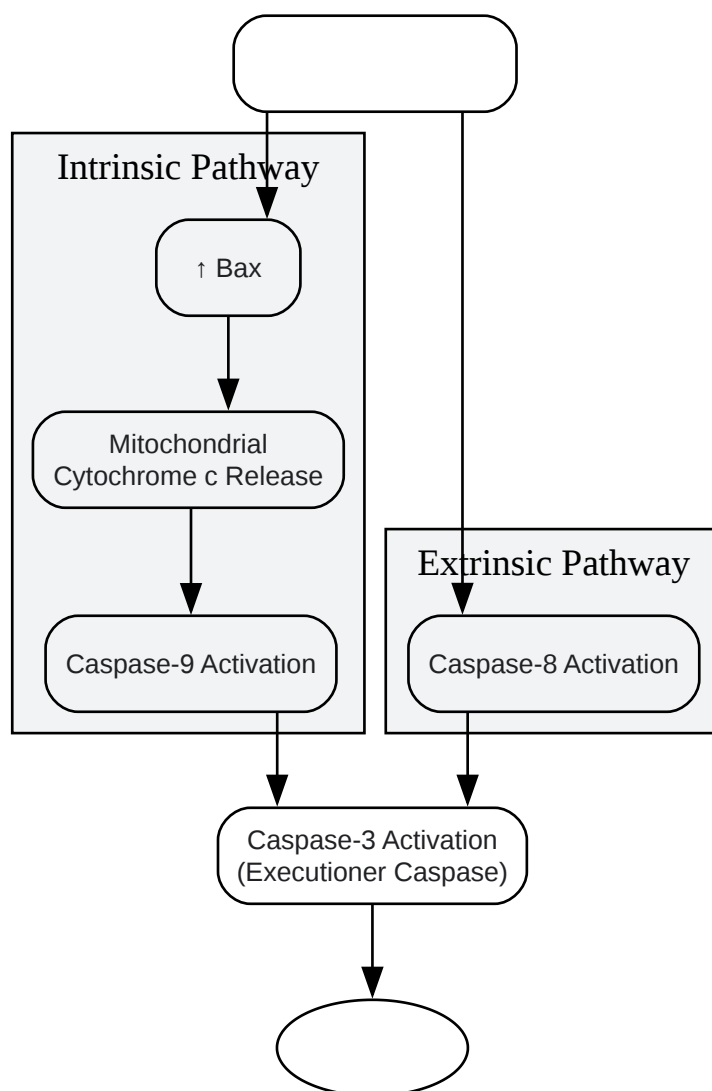 Intrinsic Pathway
↑ Bax
Mitochondrial
Cytochrome c Release
Caspase-9 Activation
Extrinsic Pathway
Caspase-8 Activation
Caspase-3 Activation
(Executioner Caspase)